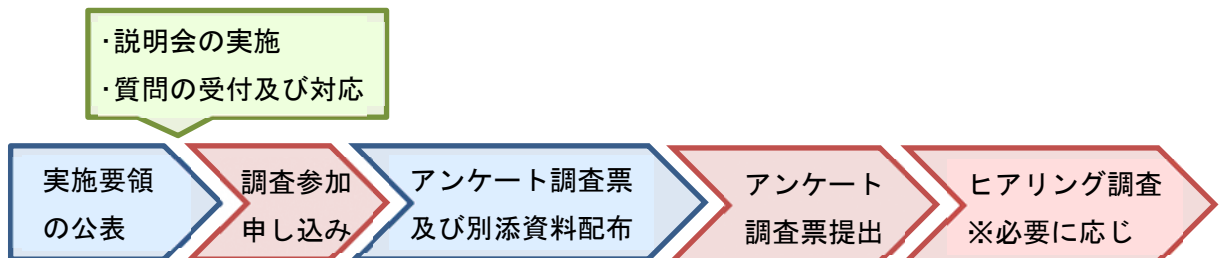 ・説明会の実施
・質問の受付及び対応
実施要領
の公表
調査参加
申し込み
アンケート調査票
及び別添資料配布
アンケート
調査票提出
ヒアリング調査
※必要に応じ